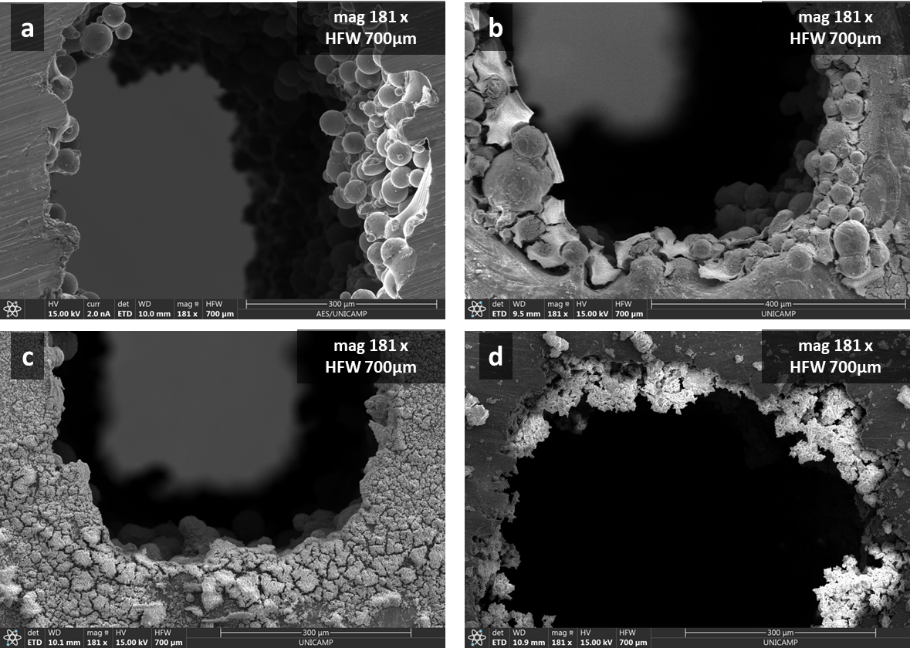 a
mag 181 x
HFW 700µm
HV curr det WD mag HFW
15.00 kV 2.0 nA ETD 10.0 mm 181 x 700 µm
300 µm
AES/UNICAMP
b
mag 181 x
HFW 700µm
det WD mag HV HFW
ETD 9.5 mm 181 x 15.00 kV 700 µm
400 µm
UNICAMP
c
mag 181 x
HFW 700µm
det WD mag HV HFW
ETD 10.1 mm 181 x 15.00 kV 700 µm
300 µm
UNICAMP
d
mag 181 x
HFW 700µm
det WD mag HV HFW
ETD 10.9 mm 181 x 15.00 kV 700 µm
300 µm
UNICAMP